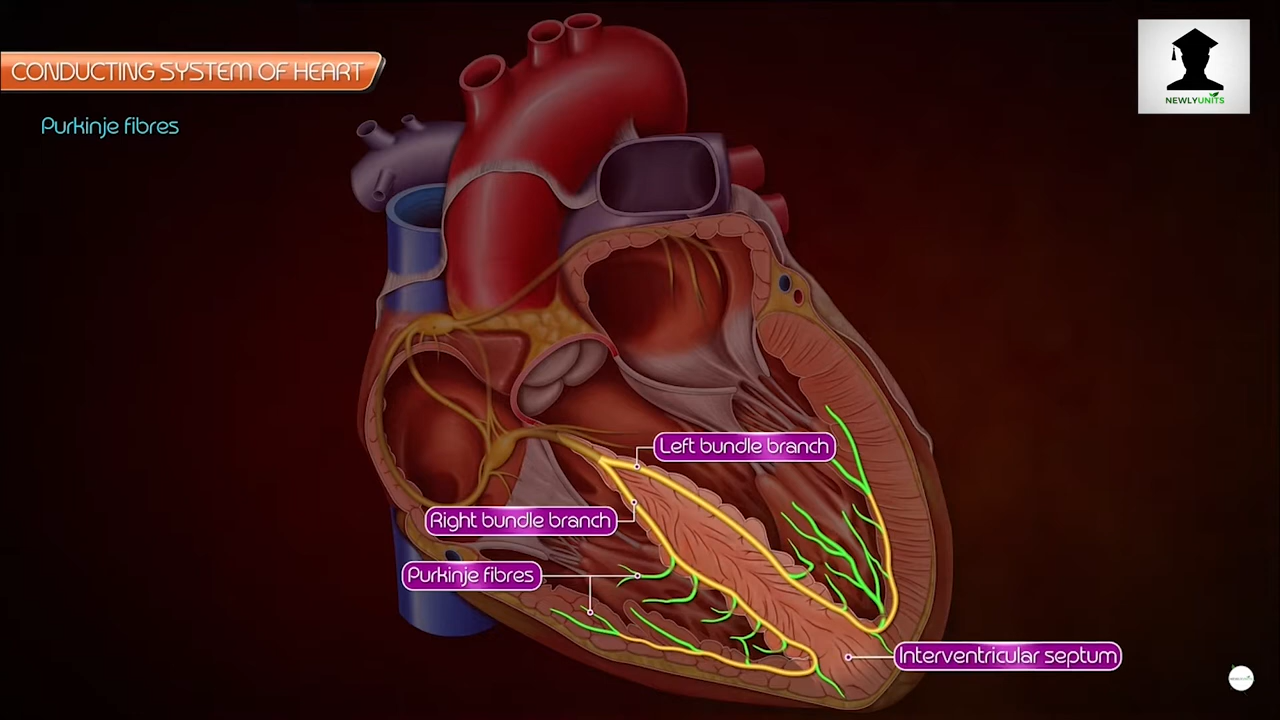 CONDUCTING SYSTEM OF HEART
NEWLYUNITS
Purkinje fibres
Left bundle branch
Right bundle branch
Purkinje fibres
Interventricular septum